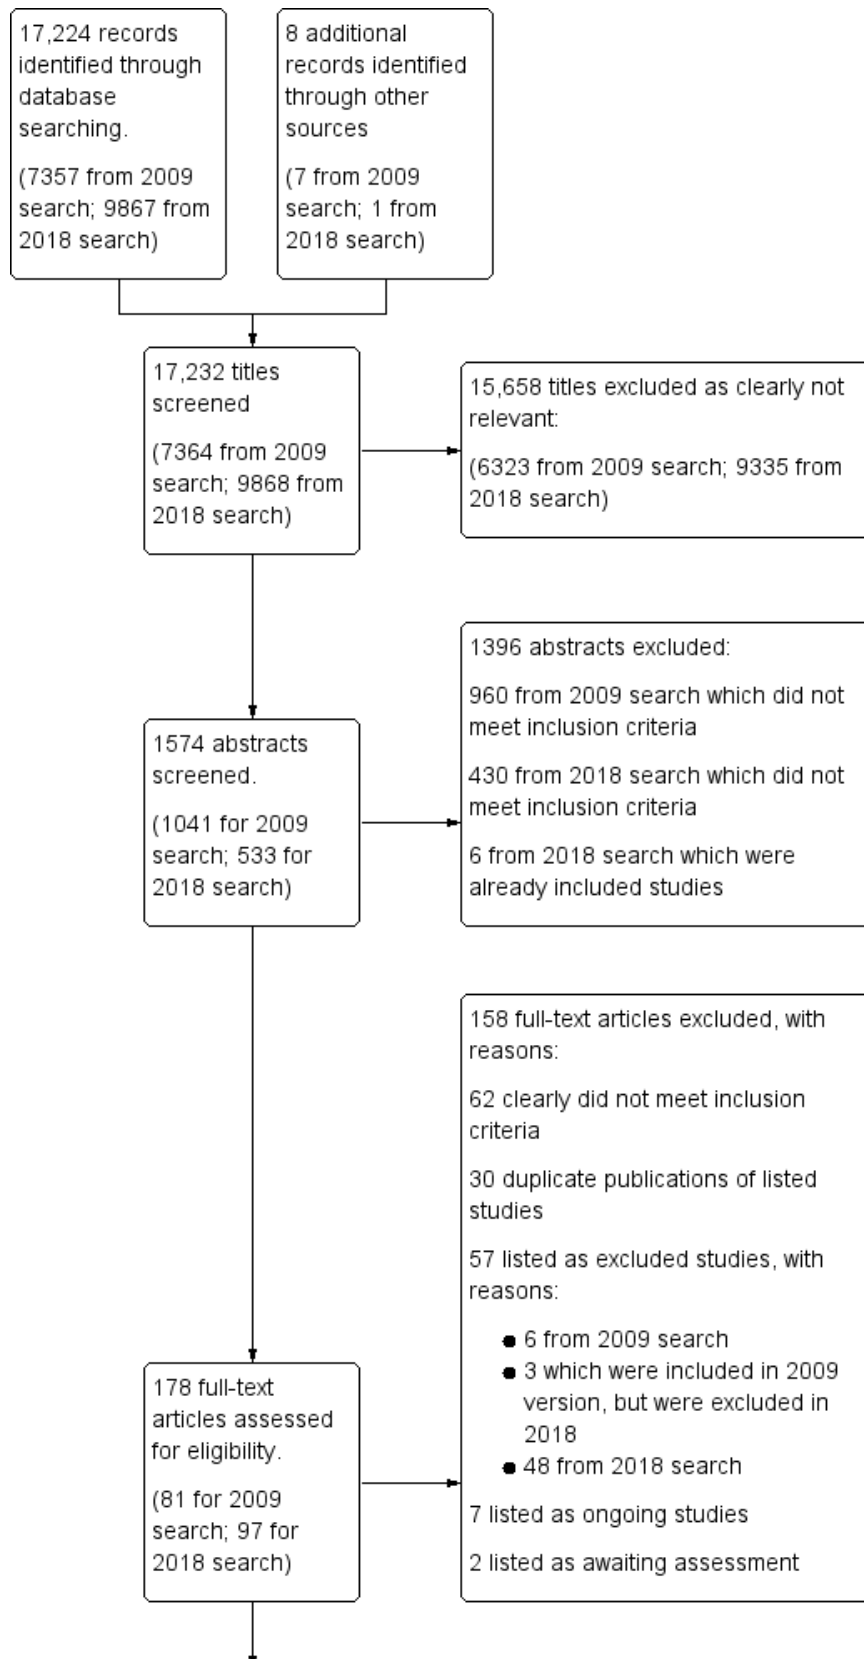 17,224 records
identified through
database
searching.
(7357 from 2009
search; 9867 from
2018 search)
8 additional
records identified
through other
sources
(7 from 2009
search; 1 from
2018 search)
17,232 titles
screened
(7364 from 2009
search; 9868 from
2018 search)
15,658 titles excluded as clearly not
relevant:
(6323 from 2009 search; 9335 from
2018 search)
1574 abstracts
screened.
(1041 for 2009
search; 533 for
2018 search)
1396 abstracts excluded:
960 from 2009 search which did not
meet inclusion criteria
430 from 2018 search which did not
meet inclusion criteria
6 from 2018 search which were
already included studies
178 full-text
articles assessed
for eligibility.
(81 for 2009
search; 97 for
2018 search)
158 full-text articles excluded, with
reasons:
62 clearly did not meet inclusion
criteria
30 duplicate publications of listed
studies
57 listed as excluded studies, with
reasons:
● 6 from 2009 search
● 3 which were included in 2009
version, but were excluded in
2018
● 48 from 2018 search
7 listed as ongoing studies
2 listed as awaiting assessment